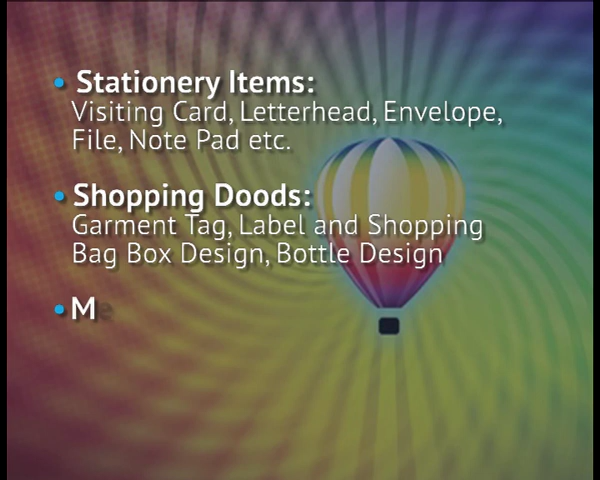 • Stationery Items:
Visiting Card, Letterhead, Envelope,
File, Note Pad etc.
• Shopping Doods:
Garment Tag, Label and Shopping
Bag Box Design, Bottle Design
• Me